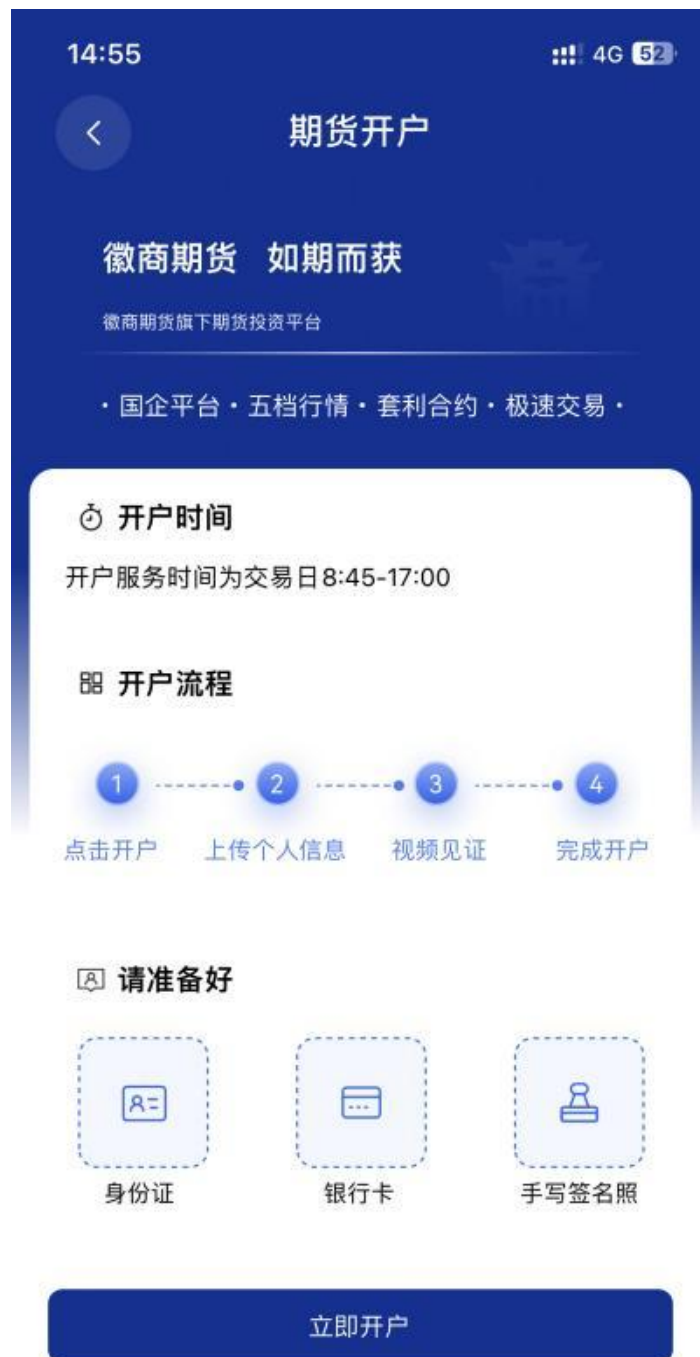 14:55 4G 52
期货开户
徽商期货 如期而获
徽商期货旗下期货投资平台
·国企平台·五档行情·套利合约·极速交易·
开户时间
开户服务时间为交易日8:45-17:00
开户流程
1 2 3 4
点击开户 上传个人信息 视频见证 完成开户
请准备好
身份证 银行卡 手写签名照
立即开户